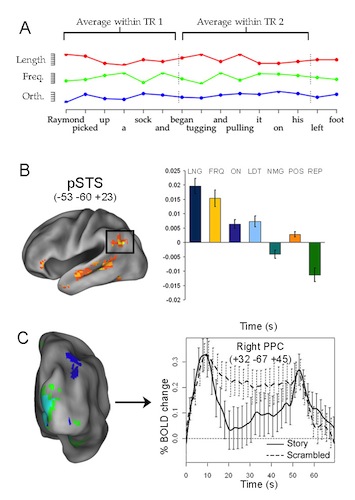 A
Average within TR 1 Average within TR 2
Length
Freq.
Orth.
Raymond up sock began and it his foot
picked a and tugging pulling on left
B
pSTS
(-53 -60 +23)
LNG FRQ ON LDT NMG POS REP
0.025
0.02
0.015
0.01
0.005
0
-0.005
-0.01
-0.015
-0.02
Time (s)
C
Time (s)
Right PPC
(+32 -67 +45)
% BOLD change
0.3
0.2
0.1
0.0
Story
Scrambled
0 10 20 30 40 50 60
Time (s)